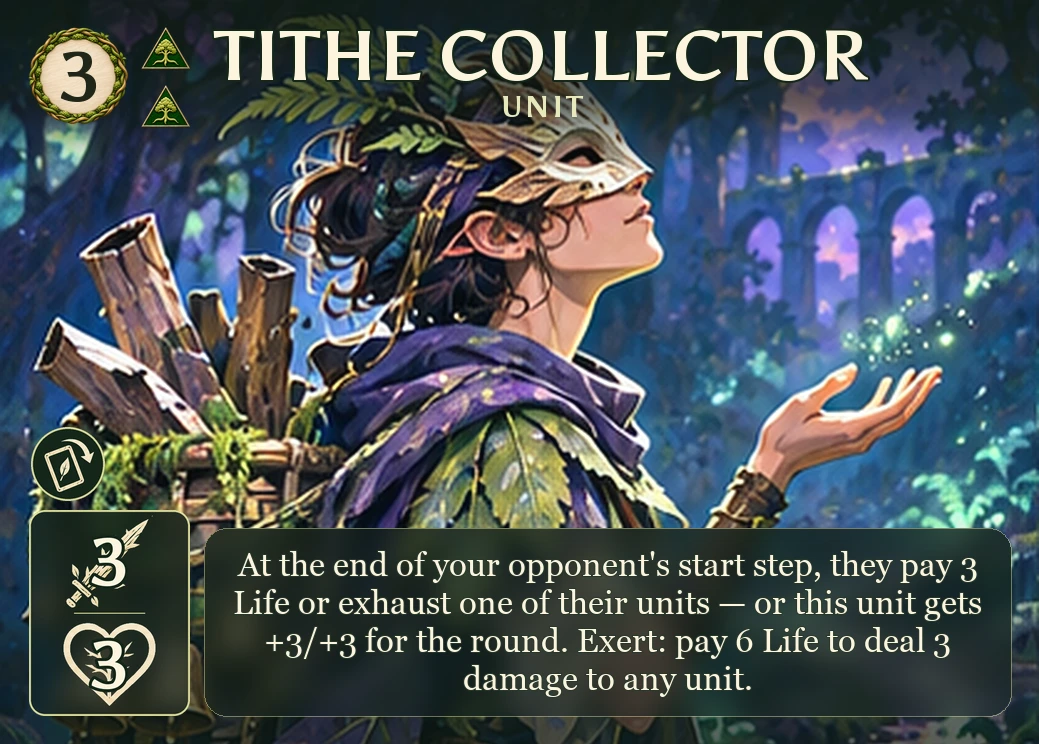 3
TITHE COLLECTOR
UNIT
3
3
At the end of your opponent's start step, they pay 3
Life or exhaust one of their units — or this unit gets
+3/+3 for the round. Exert: pay 6 Life to deal 3
damage to any unit.